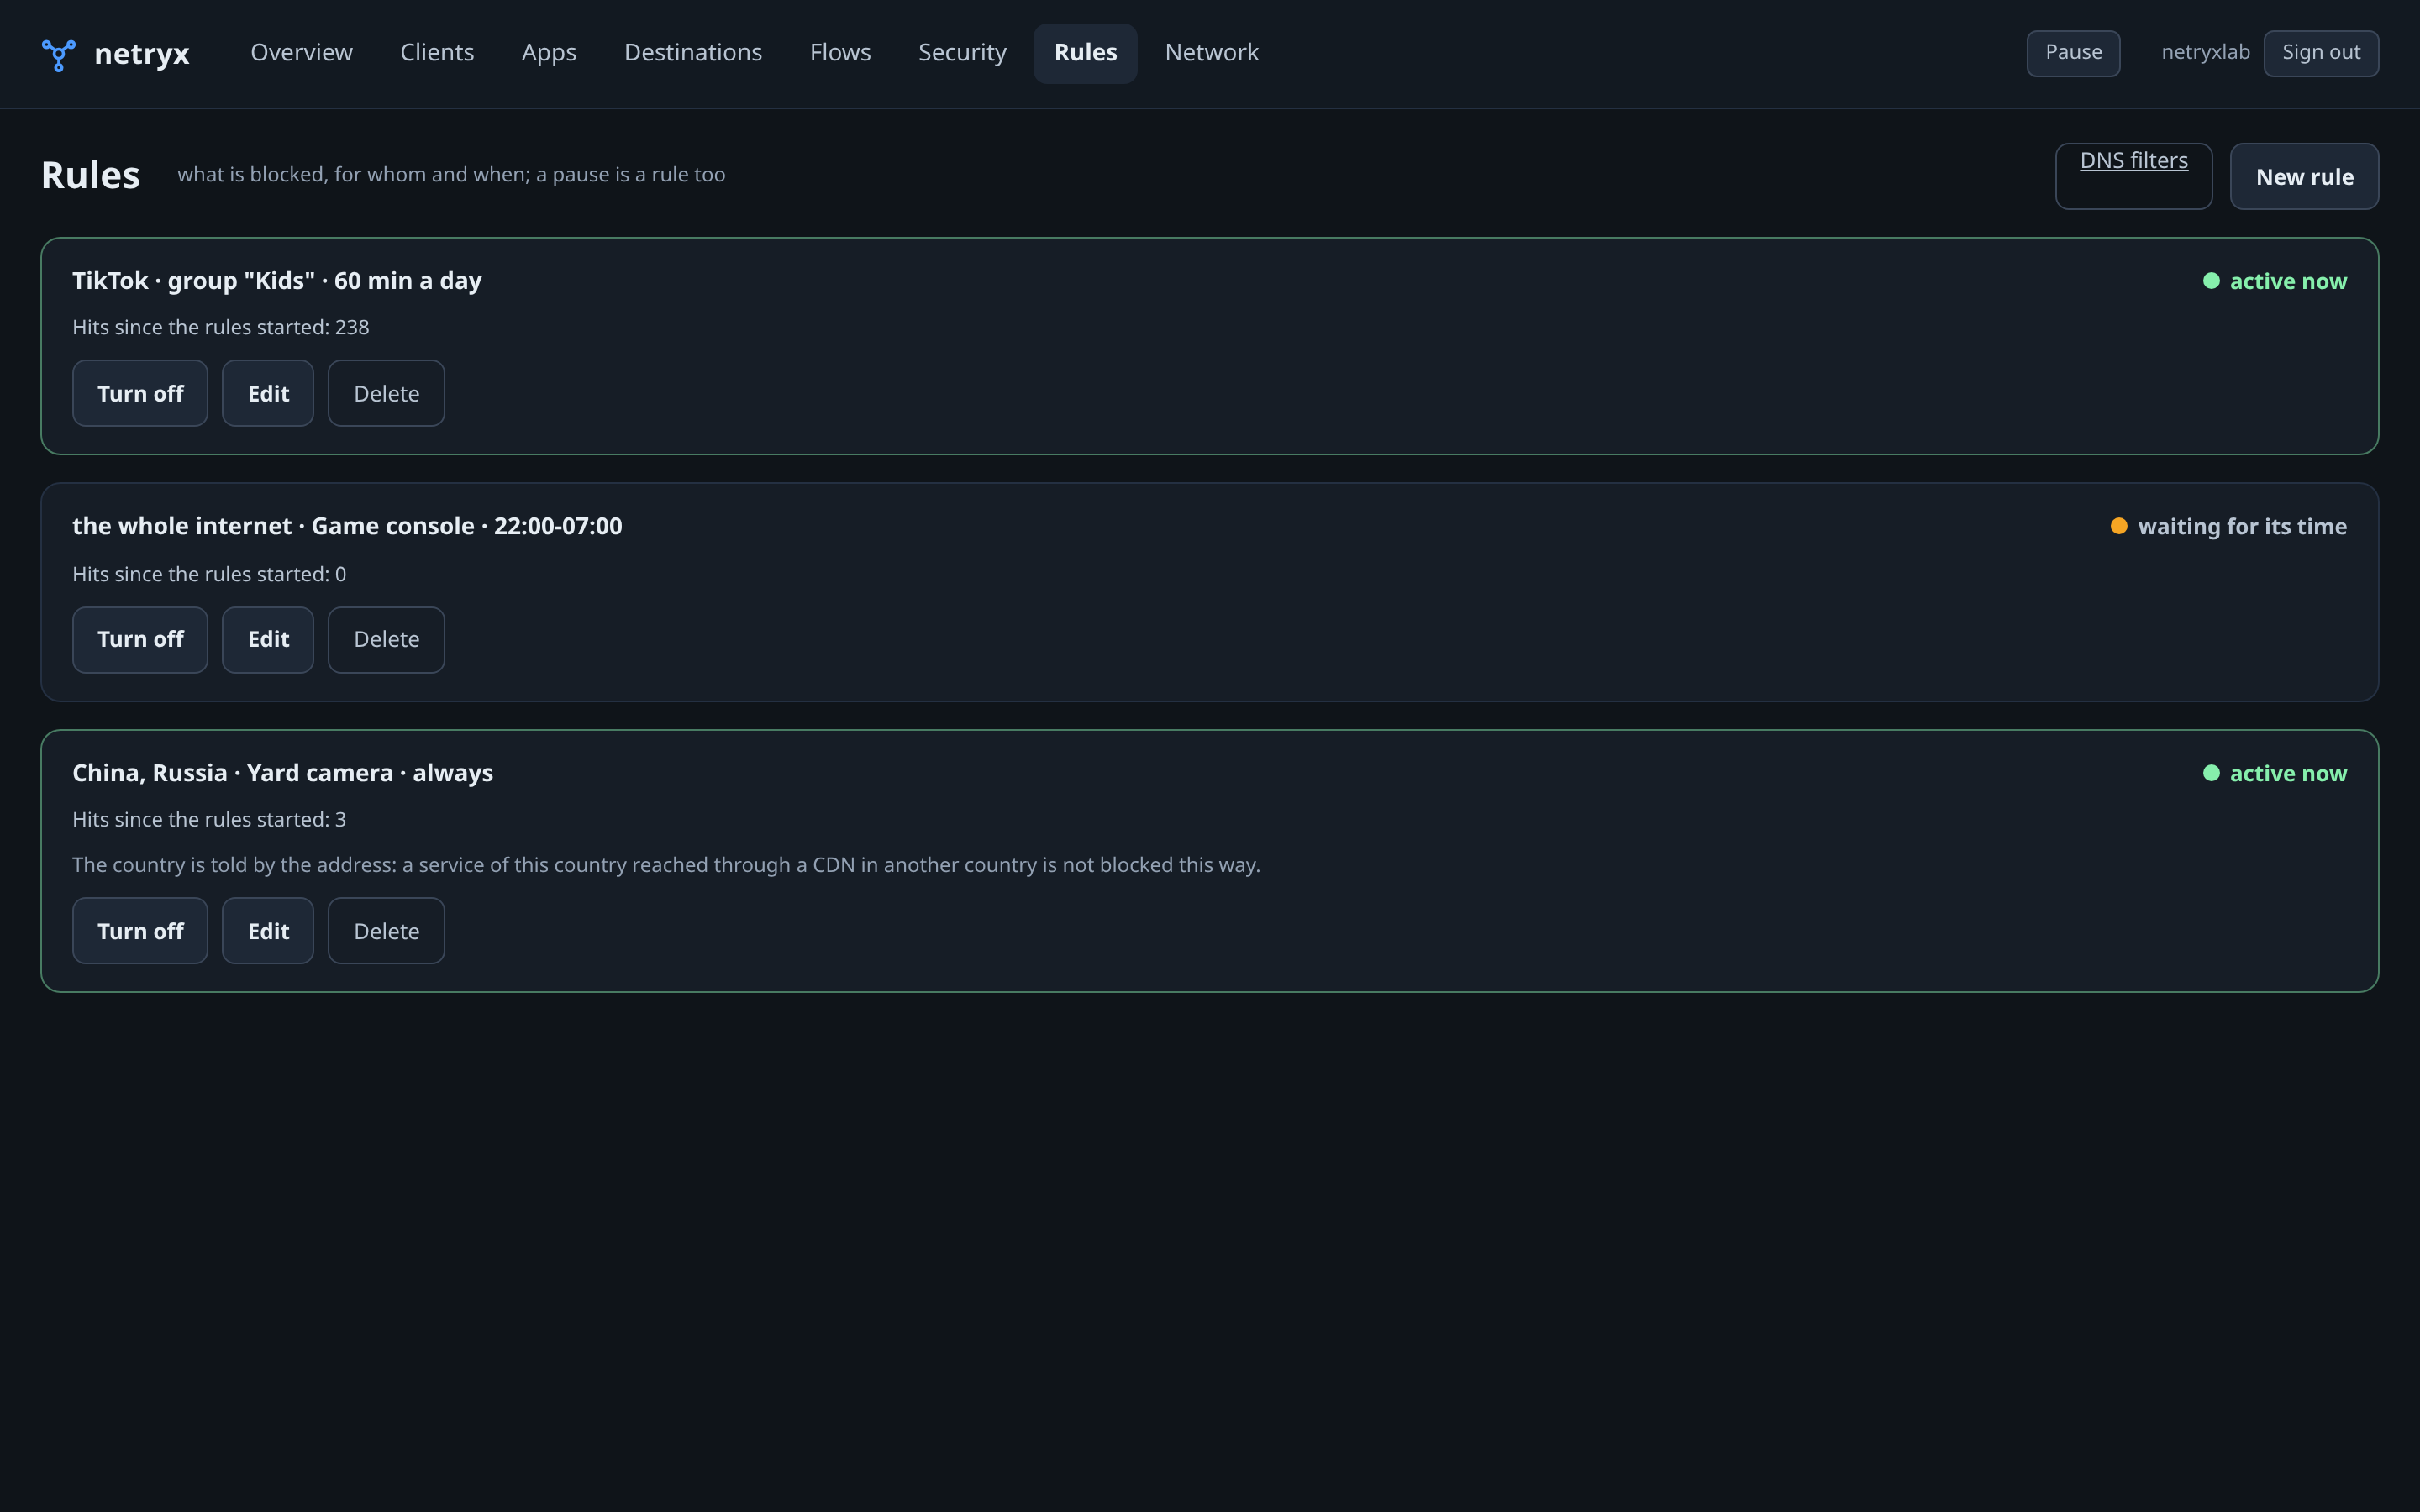 netryx Overview Clients Apps Destinations Flows Security Rules Network Pause netryxlab Sign out
Rules what is blocked, for whom and when; a pause is a rule too DNS filters New rule
TikTok · group "Kids" · 60 min a day active now
Hits since the rules started: 238
Turn off Edit Delete
the whole internet · Game console · 22:00-07:00 waiting for its time
Hits since the rules started: 0
Turn off Edit Delete
China, Russia · Yard camera · always active now
Hits since the rules started: 3
The country is told by the address: a service of this country reached through a CDN in another country is not blocked this way.
Turn off Edit Delete